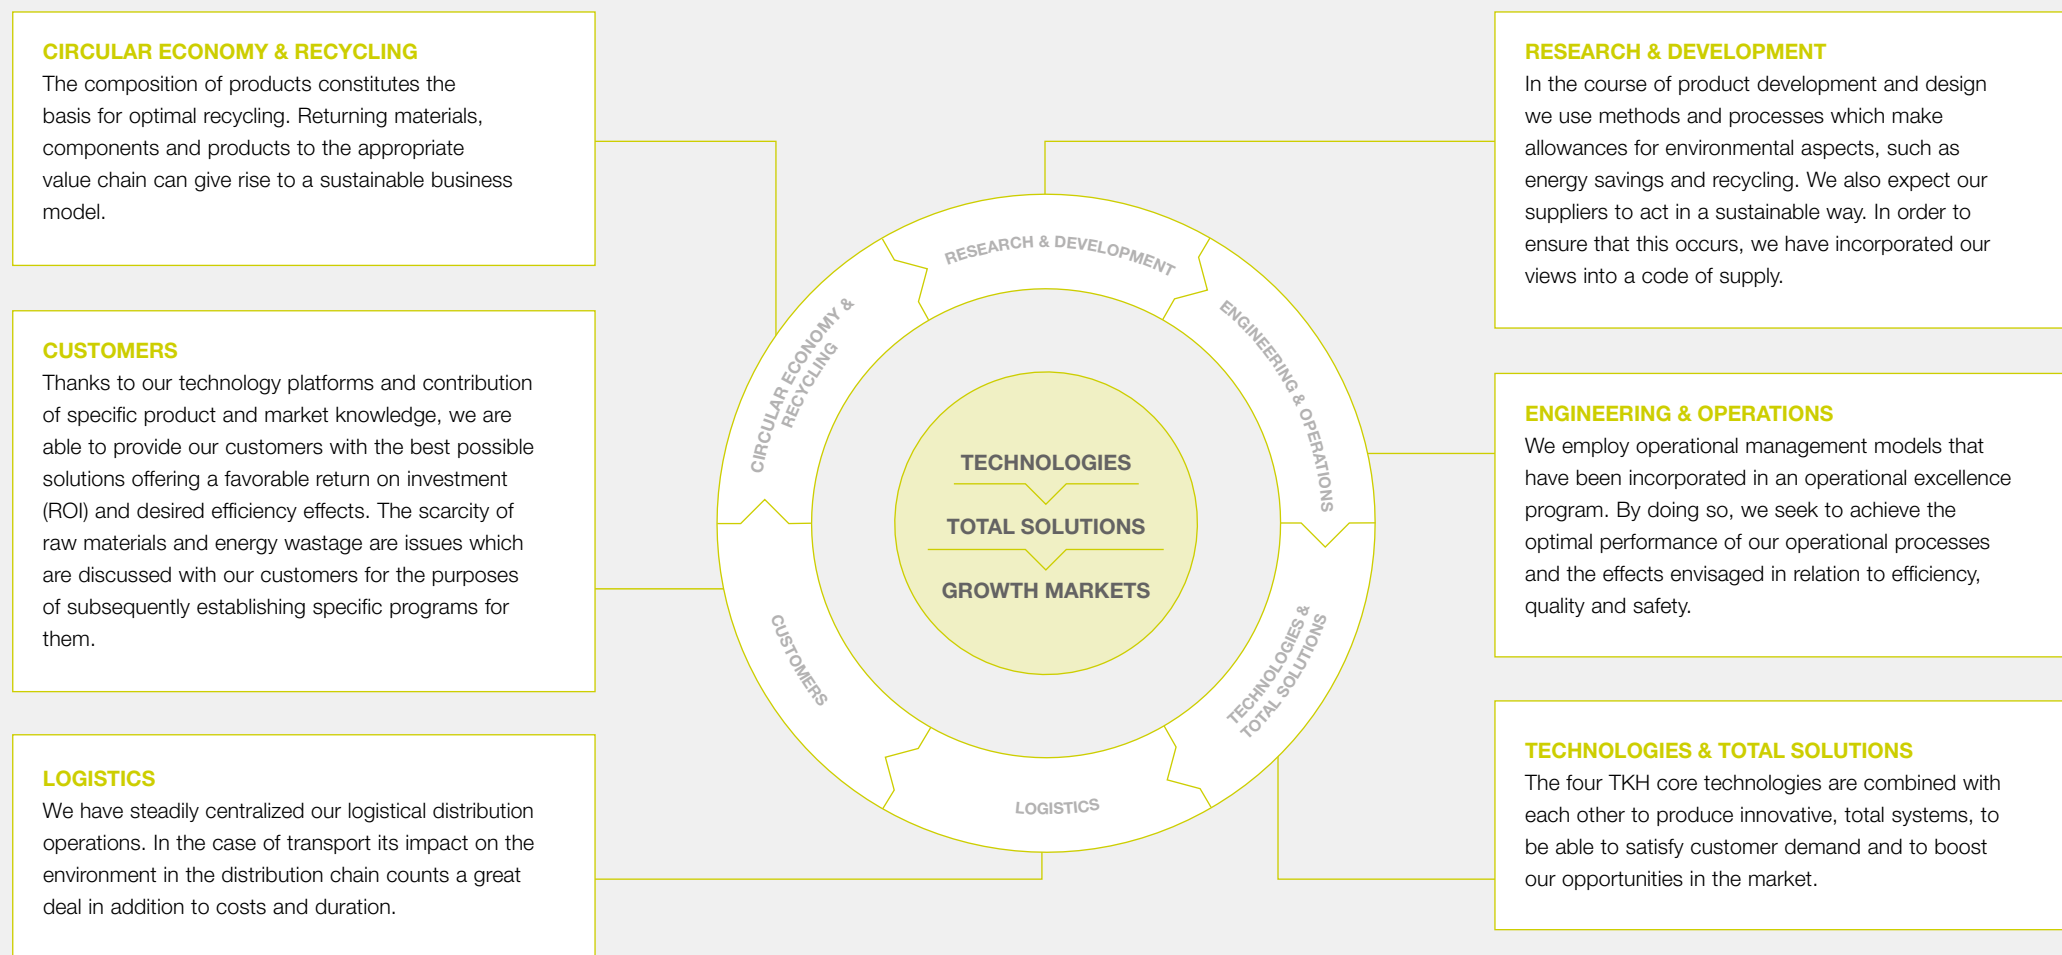 CIRCULAR ECONOMY & RECYCLING
The composition of products constitutes the
basis for optimal recycling. Returning materials,
components and products to the appropriate
value chain can give rise to a sustainable business
model.
CUSTOMERS
Thanks to our technology platforms and contribution
of specific product and market knowledge, we are
able to provide our customers with the best possible
solutions offering a favorable return on investment
(ROI) and desired efficiency effects. The scarcity of
raw materials and energy wastage are issues which
are discussed with our customers for the purposes
of subsequently establishing specific programs for
them.
LOGISTICS
We have steadily centralized our logistical distribution
operations. In the case of transport its impact on the
environment in the distribution chain counts a great
deal in addition to costs and duration.
RESEARCH & DEVELOPMENT
ENGINEERING & OPERATIONS
TECHNOLOGIES &
TOTAL SOLUTIONS
LOGISTICS
CUSTOMERS
CIRCULAR ECONOMY &
RECYCLING
TECHNOLOGIES
TOTAL SOLUTIONS
GROWTH MARKETS
RESEARCH & DEVELOPMENT
In the course of product development and design
we use methods and processes which make
allowances for environmental aspects, such as
energy savings and recycling. We also expect our
suppliers to act in a sustainable way. In order to
ensure that this occurs, we have incorporated our
views into a code of supply.
ENGINEERING & OPERATIONS
We employ operational management models that
have been incorporated in an operational excellence
program. By doing so, we seek to achieve the
optimal performance of our operational processes
and the effects envisaged in relation to efficiency,
quality and safety.
TECHNOLOGIES & TOTAL SOLUTIONS
The four TKH core technologies are combined with
each other to produce innovative, total systems, to
be able to satisfy customer demand and to boost
our opportunities in the market.